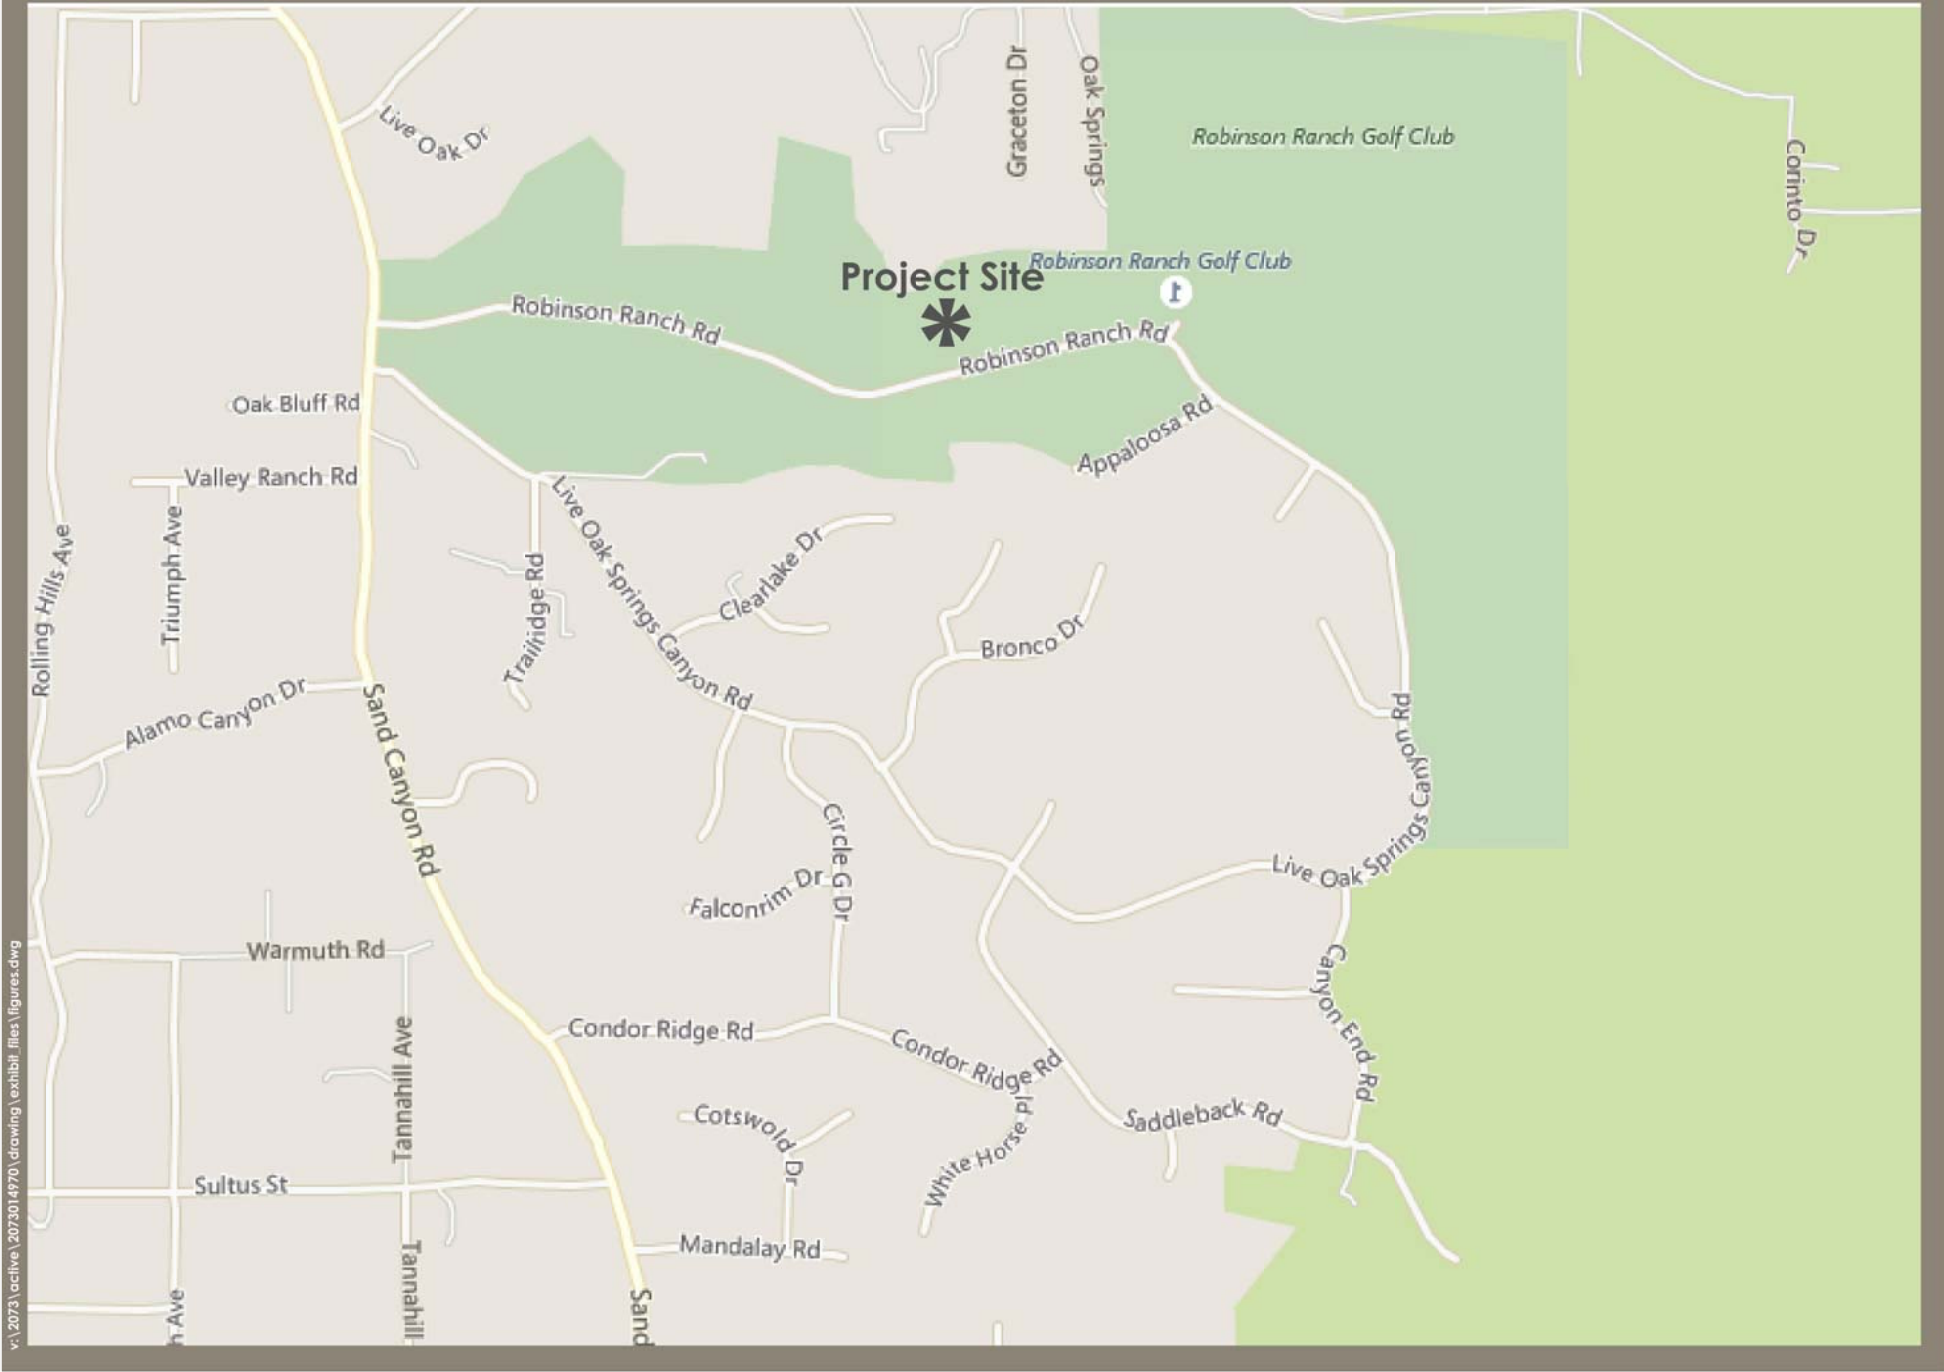 Live Oak Dr
Graceton Dr
Oak Springs
Robinson Ranch Golf Club
Corinto Dr
Robinson Ranch Golf Club
Project Site
Robinson Ranch Rd
Robinson Ranch Rd
Oak Bluff Rd
Appaloosa Rd
Valley Ranch Rd
Triumph Ave
Rolling Hills Ave
Live Oak Springs Canyon Rd
Trailridge Rd
Clearlake Dr
Bronco Dr
Alamo Canyon Dr
Sand Canyon Rd
Circle G Dr
Falconrim Dr
Live Oak Springs Canyon Rd
Warmuth Rd
Canyon End Rd
Condor Ridge Rd
Condor Ridge Rd
Tannahill Ave
Cotswold Dr
White Horse Pl
Saddleback Rd
Sultus St
Mandalay Rd
Tannahill
h Ave
Sand
v:\2073\active\2073014970\drawing\exhibit_files\figures.dwg